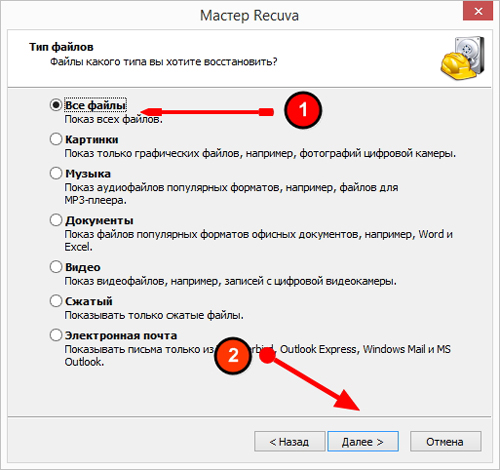 Мастер Recuva
Тип файлов
Файлы какого типа вы хотите восстановить?
Все файлы
Показ всех файлов.
1
Картинки
Показ только графических файлов, например, фотографий цифровой камеры.
Музыка
Показ аудиофайлов популярных форматов, например, файлы для
MP3-плеера.
Документы
Показ файлов популярных форматов офисных документов, например, Word и
Excel.
Видео
Показ видеофайлов, например, записей с цифровой видеокамеры.
Сжатый
Показывать только сжатые файлы.
Электронная почта
Показывать письма только из Outlook Express, Windows Mail и MS
Outlook.
2
< Назад
Далее >
Отмена